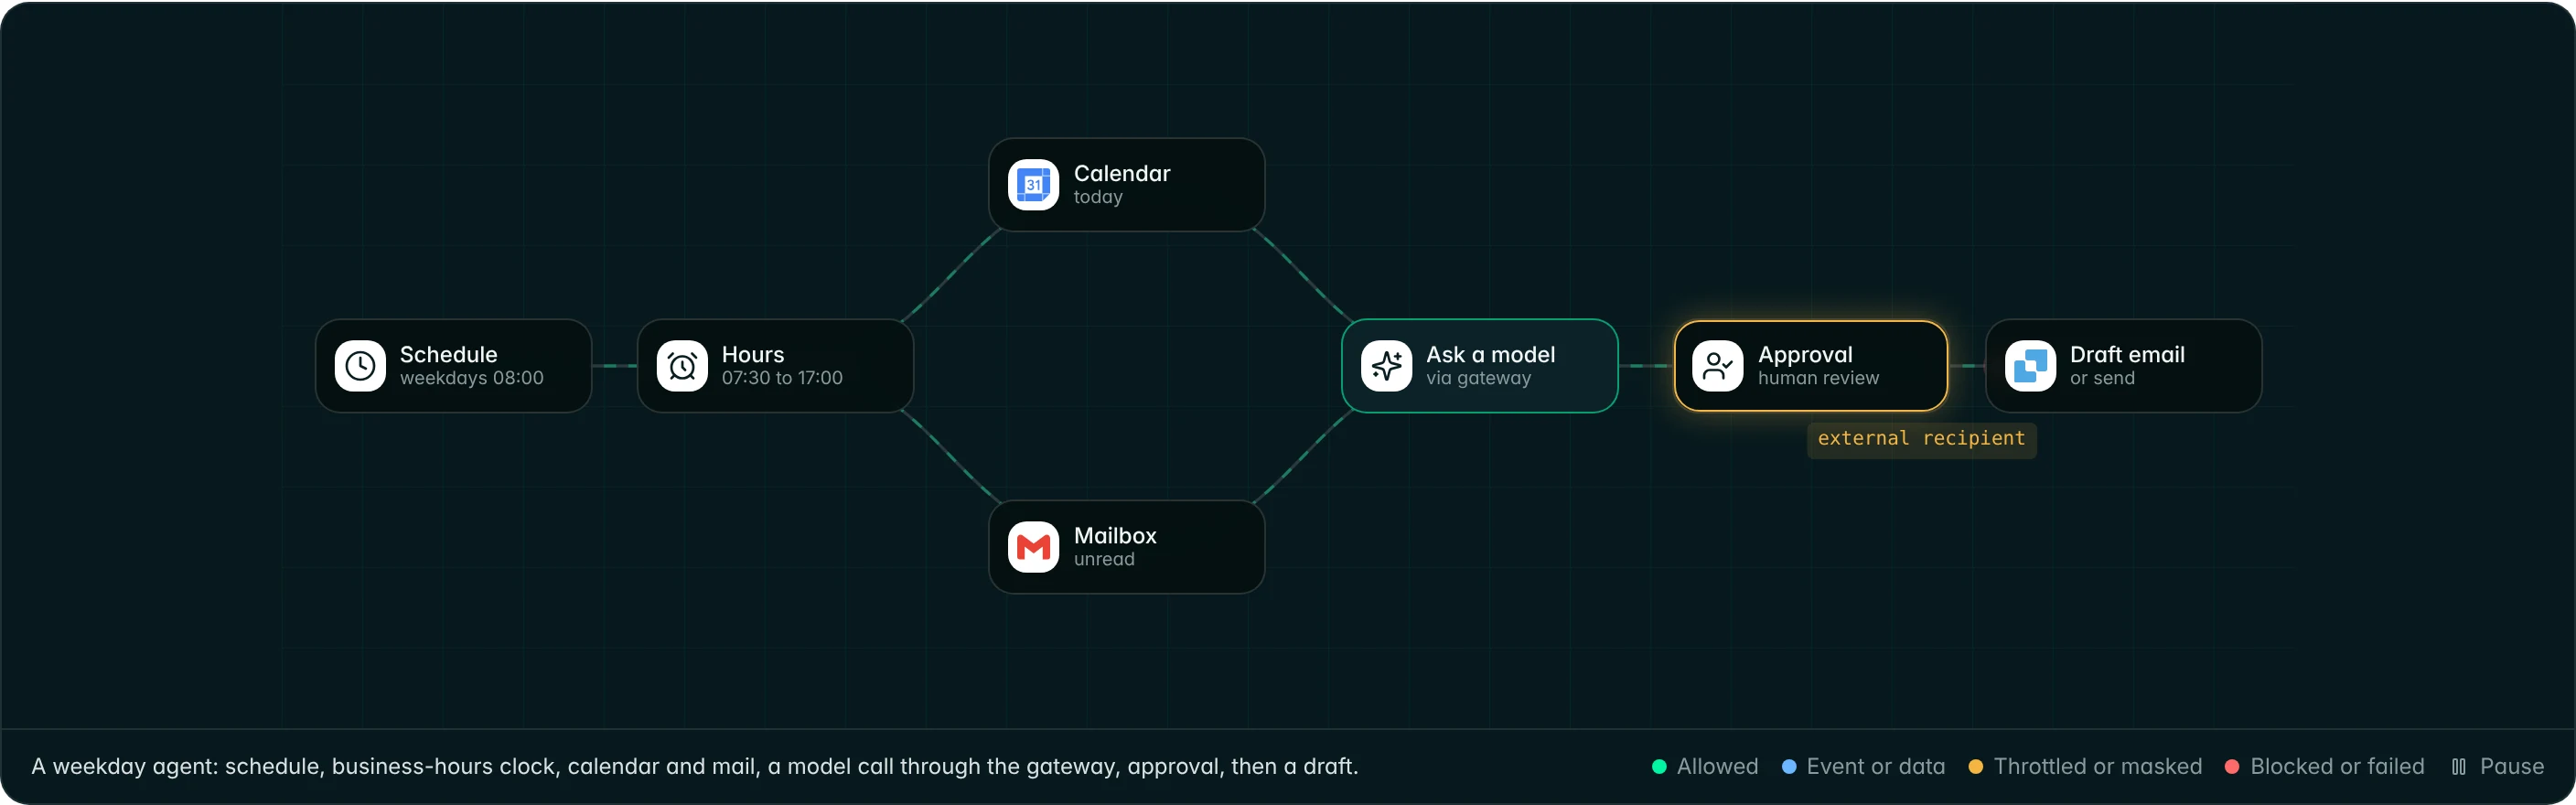 Calendar
today
31
Schedule
weekdays 08:00
Hours
07:30 to 17:00
Ask a model
via gateway
Approval
human review
Draft email
or send
external recipient
Mailbox
unread
A weekday agent: schedule, business-hours clock, calendar and mail, a model call through the gateway, approval, then a draft.
Allowed
Event or data
Throttled or masked
Blocked or failed
Pause